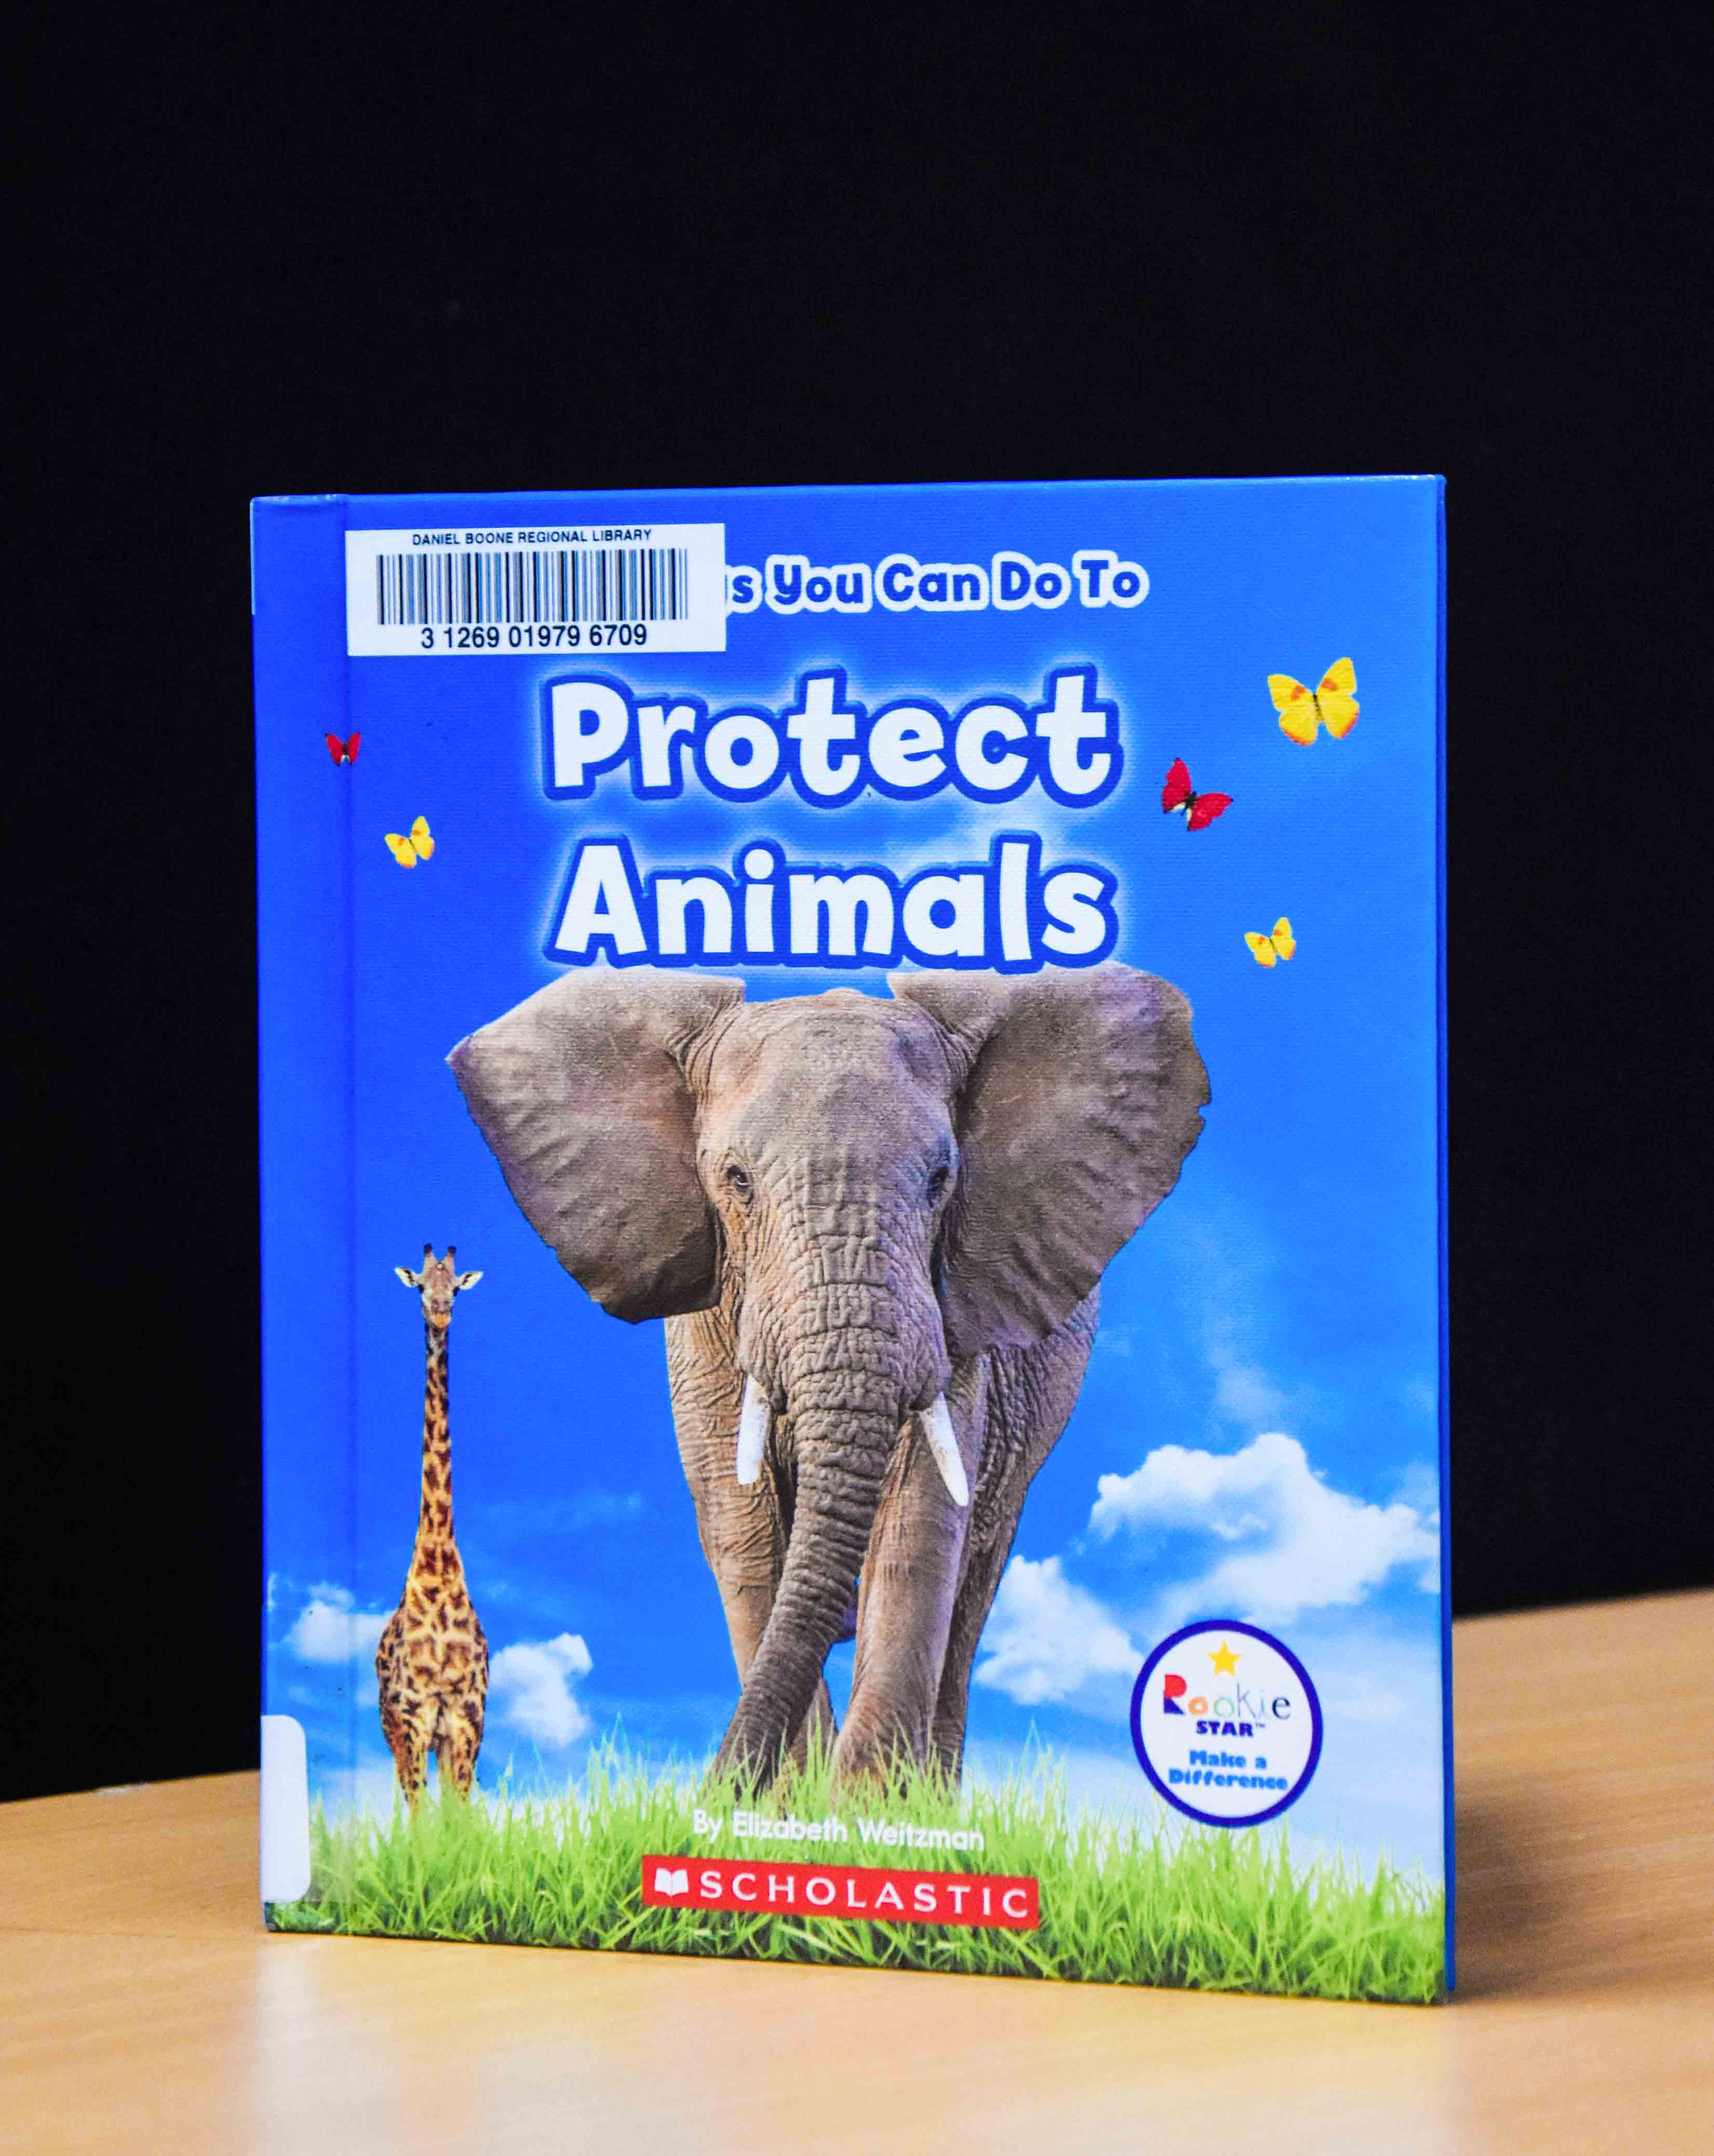 DANIEL BOONE REGIONAL LIBRARY
3 1269 01979 6709
You Can Do To
Protect
Animals
Rookie
STAR™
Make a
Difference
By Elizabeth Weitzman
SCHOLASTIC